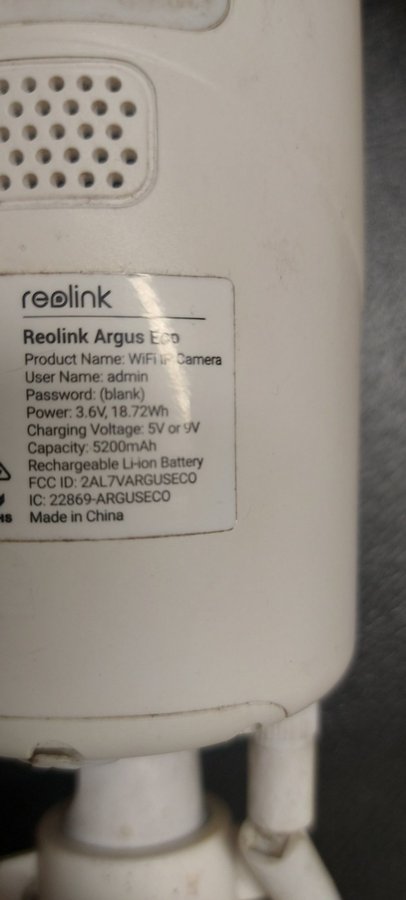 reolink
Reolink Argus Eco
Product Name: WiFi IP Camera
User Name: admin
Password: (blank)
Power: 3.6V, 18.72Wh
Charging Voltage: 5V or 9V
Capacity: 5200mAh
Rechargeable Li-ion Battery
FCC ID: 2AL7VARGUSECO
IC: 22869-ARGUSECO
HS Made in China